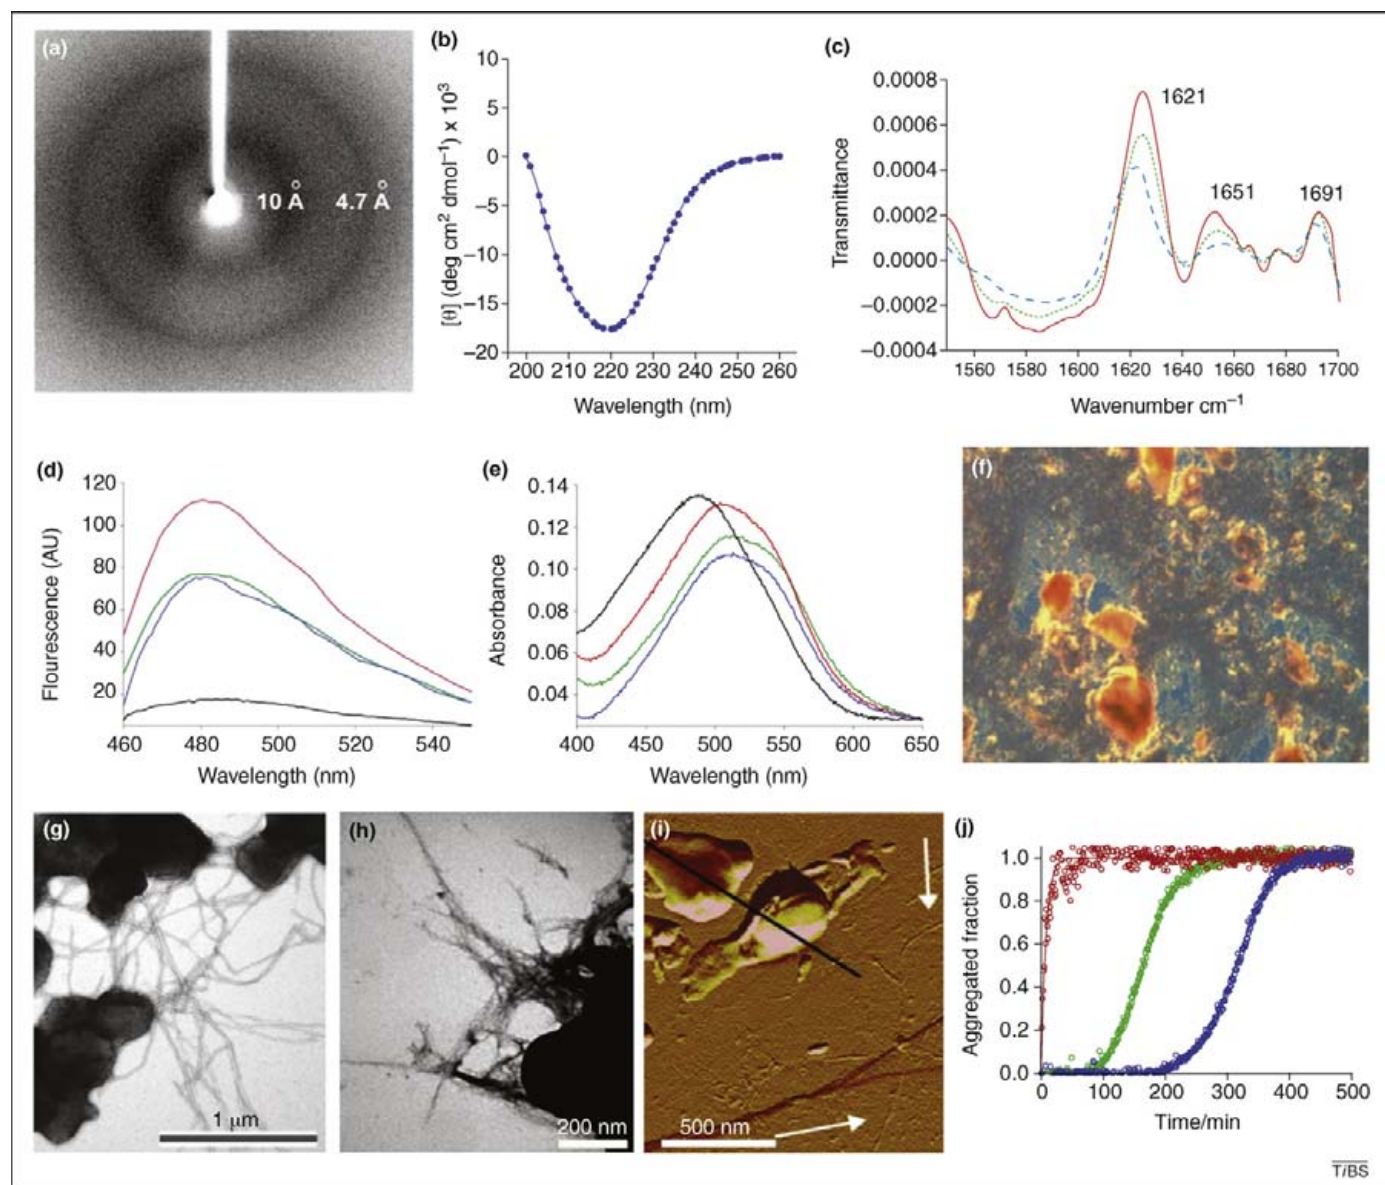 (a)
10 Å
4.7 Å
(b)
[θ] (deg cm² dmol⁻¹) x 10³
10
5
0
−5
−10
−15
−20
200 210 220 230 240 250 260
Wavelength (nm)
(c)
Transmittance
0.0008
0.0006
0.0004
0.0002
0.0000
−0.0002
−0.0004
1621
1651
1691
1560 1580 1600 1620 1640 1660 1680 1700
Wavenumber cm⁻¹
(d)
Flourescence (AU)
120
100
80
60
40
20
460 480 500 520 540
Wavelength (nm)
(e)
Absorbance
0.14
0.12
0.10
0.08
0.06
0.04
400 450 500 550 600 650
Wavelength (nm)
(f)
(g)
1 μm
(h)
200 nm
(i)
500 nm
(j)
Aggregated fraction
1.0
0.8
0.6
0.4
0.2
0.0
0 100 200 300 400 500
Time/min
TiBS